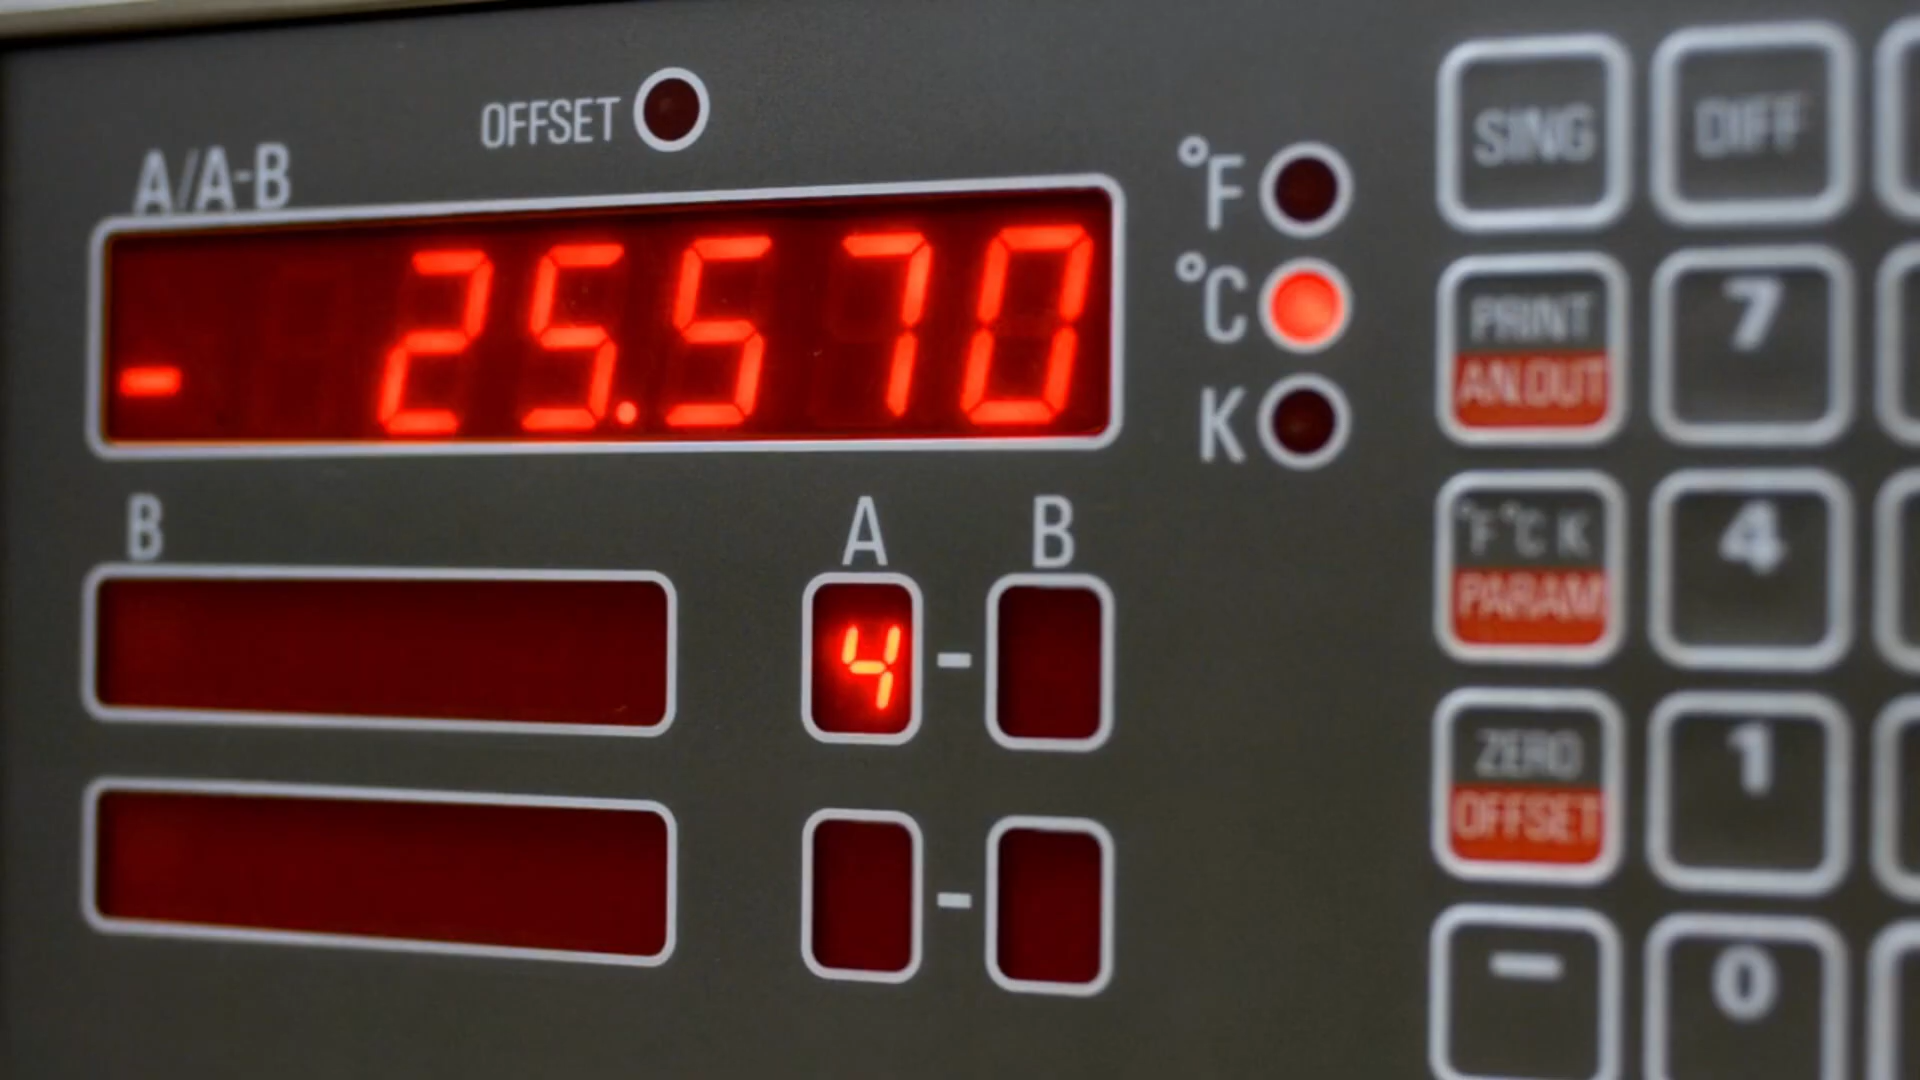 OFFSET
A/A-B
- 25.570
°F
°C
K
B
A B
4 -
-
SING DIFF
PRINT
AN.OUT
7
°F °C K
PARAM
4
ZERO
OFFSET
1
-
0